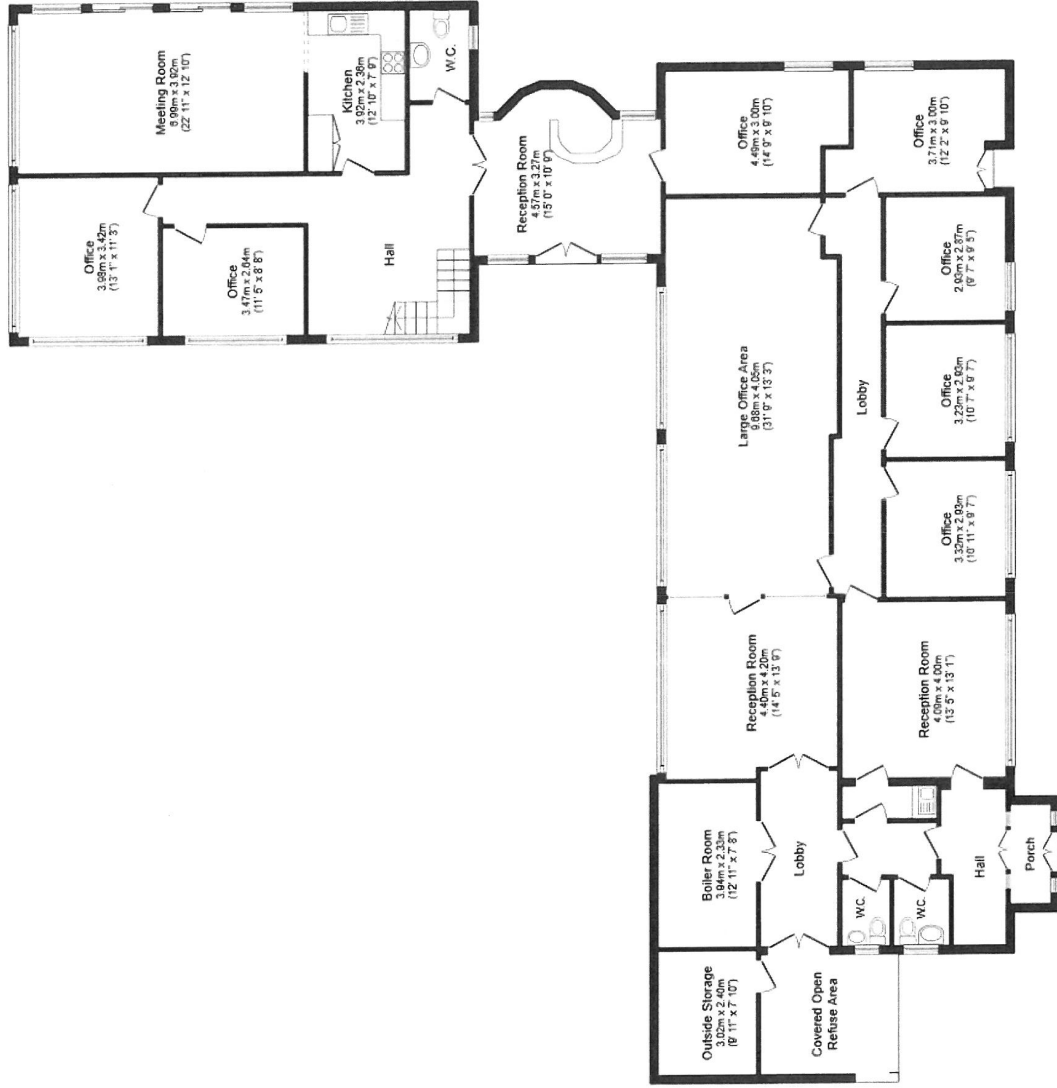 Meeting Room
6.99m x 3.92m
(22' 11" x 12' 10")
Kitchen
3.92m x 2.36m
(12' 10" x 7' 9")
W.C.
Office
3.98m x 3.42m
(13' 1" x 11' 3")
Office
3.47m x 2.64m
(11' 5" x 8' 8")
Hall
Reception Room
4.57m x 3.27m
(15' 0" x 10' 9")
Office
4.49m x 3.00m
(14' 9" x 9' 10")
Office
3.71m x 3.00m
(12' 2" x 9' 10")
Large Office Area
9.68m x 4.05m
(31' 9" x 13' 3")
Lobby
Office
2.93m x 2.87m
(9' 7" x 9' 5")
Office
3.23m x 2.93m
(10' 7" x 9' 7")
Office
3.32m x 2.93m
(10' 11" x 9' 7")
Reception Room
4.40m x 4.20m
(14' 5" x 13' 9")
Reception Room
4.09m x 4.00m
(13' 5" x 13' 1")
Boiler Room
3.94m x 2.33m
(12' 11" x 7' 8")
Lobby
W.C.
W.C.
Hall
Porch
Outside Storage
3.02m x 2.40m
(9' 11" x 7' 10")
Covered Open
Refuse Area